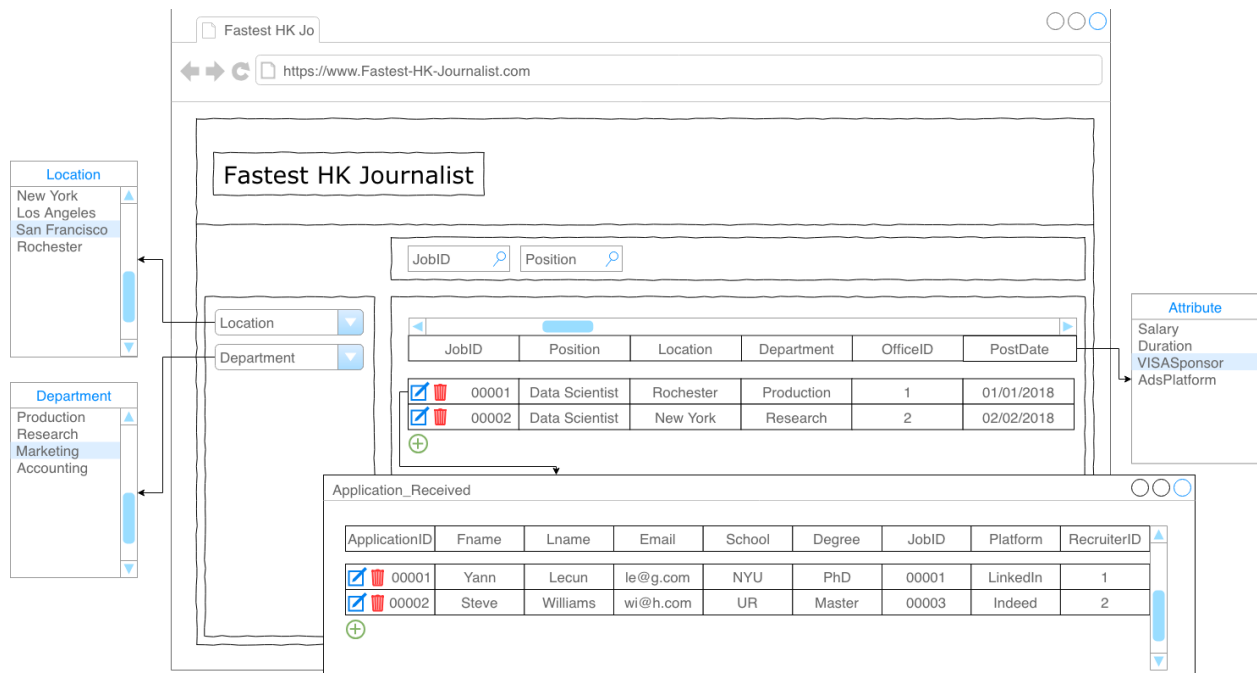 Fastest HK Jo
https://www.Fastest-HK-Journalist.com
Fastest HK Journalist
Location
New York
Los Angeles
San Francisco
Rochester
Department
Production
Research
Marketing
Accounting
JobID
Position
Location
Department
JobID Position Location Department OfficeID PostDate
00001 Data Scientist Rochester Production 1 01/01/2018
00002 Data Scientist New York Research 2 02/02/2018
Attribute
Salary
Duration
VISASponsor
AdsPlatform
Application_Received
ApplicationID Fname Lname Email School Degree JobID Platform RecruiterID
00001 Yann Lecun le@g.com NYU PhD 00001 LinkedIn 1
00002 Steve Williams wi@h.com UR Master 00003 Indeed 2